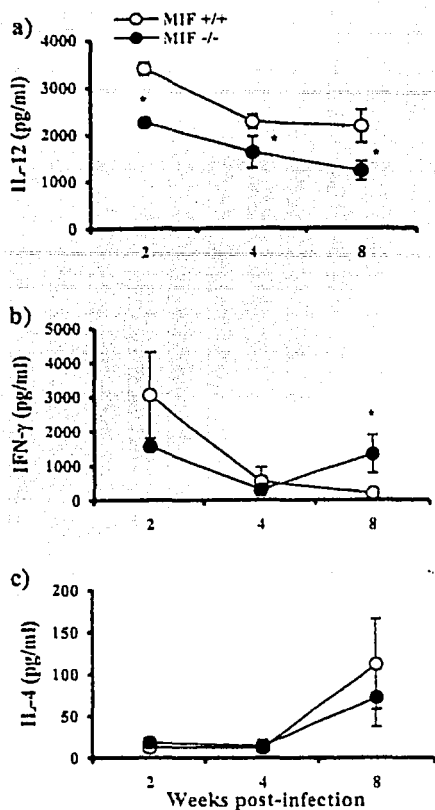 MIF +/+
MIF -/-
a)
4000
3000
2000
1000
0
IL-12 (pg/ml)
*
*
*
2 4 8
b)
5000
4000
3000
2000
1000
0
IFN-γ (pg/ml)
*
2 4 8
c)
200
150
100
50
0
IL-4 (pg/ml)
2 4 8
Weeks post-infection